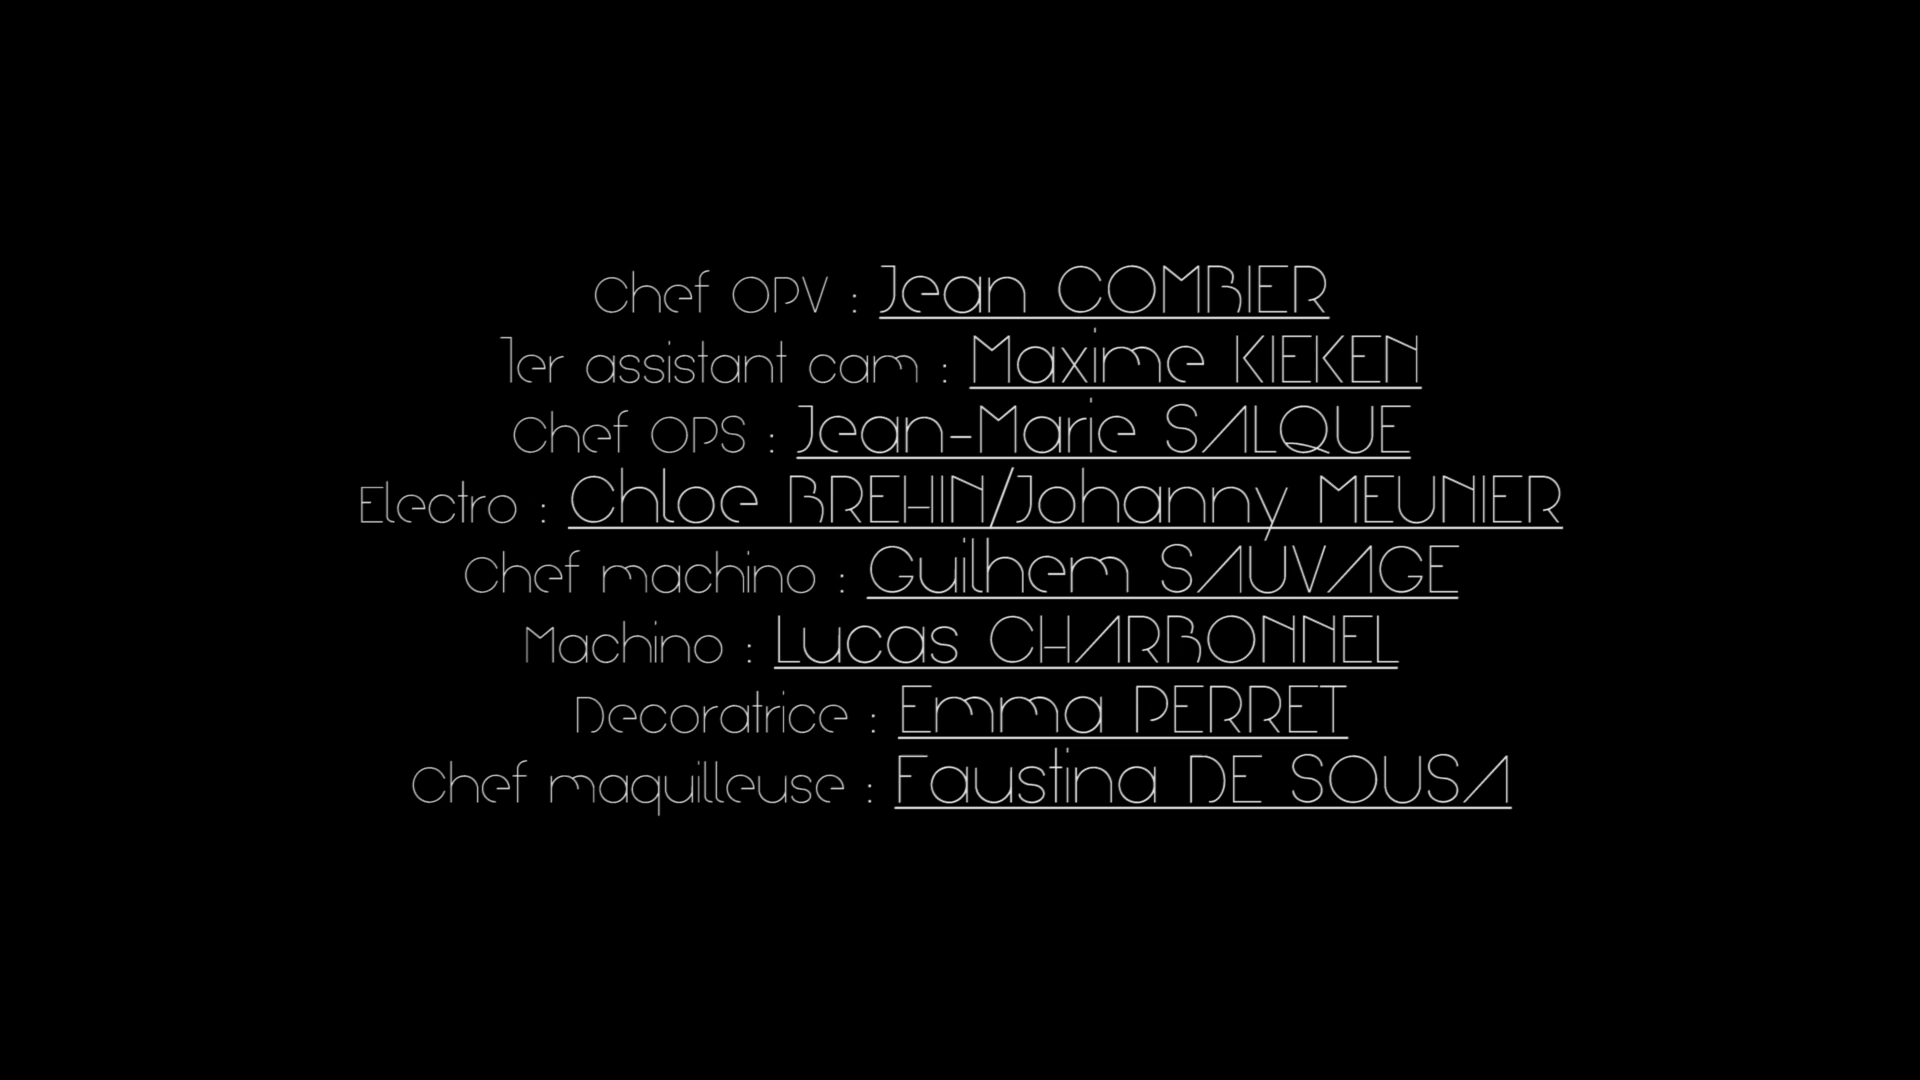 Chef OPV : Jean COMBIER
1er assistant cam : Maxime KIEKEN
Chef OPS : Jean-Marie SALQUE
Electro : Chloe BREHIN/Johanny MEUNIER
Chef machino : Guilhem SAUVAGE
Machino : Lucas CHARBONNEL
Decoratrice : Emma PERRET
Chef maquilleuse : Faustina DE SOUSA